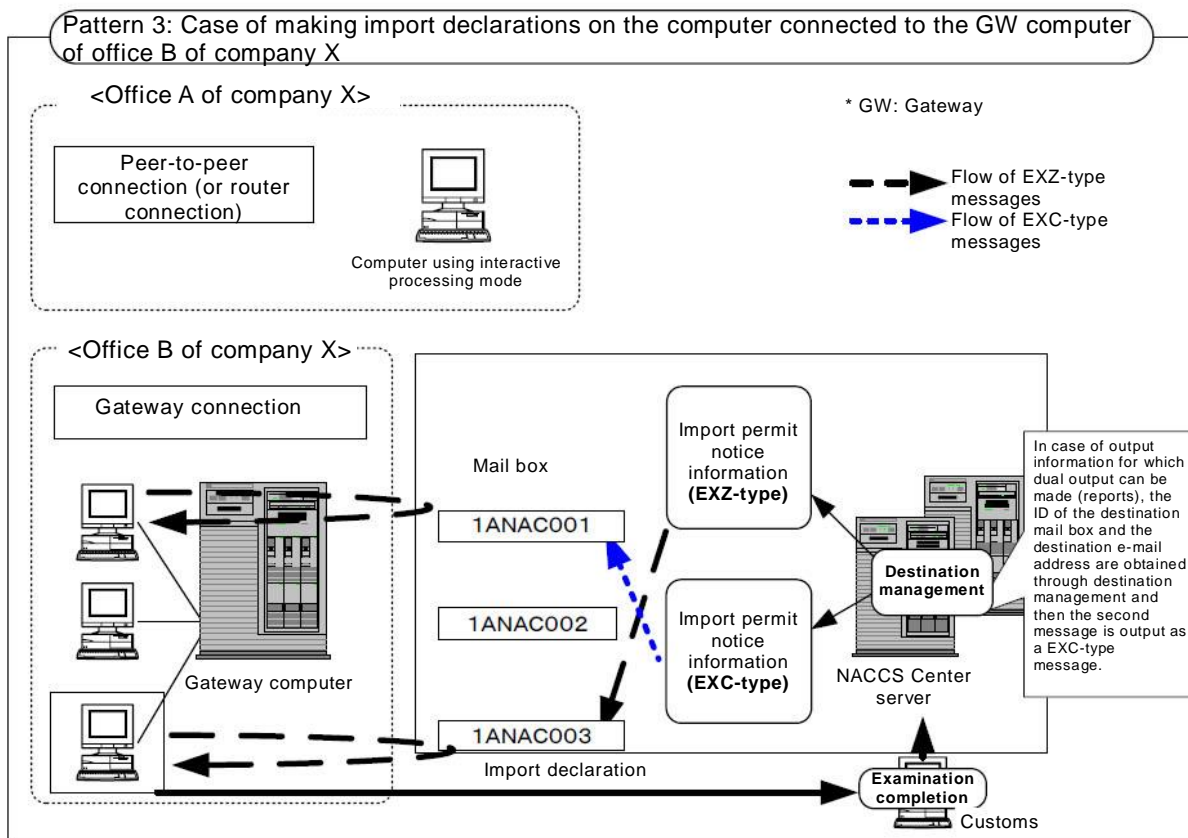 Pattern 3: Case of making import declarations on the computer connected to the GW computer
of office B of company X
<Office A of company X>
Peer-to-peer
connection (or router
connection)
Computer using interactive
processing mode
* GW: Gateway
Flow of EXZ-type
messages
Flow of EXC-type
messages
<Office B of company X>
Gateway connection
Gateway computer
Mail box
1ANAC001
1ANAC002
1ANAC003
Import declaration
Import permit
notice
information
(EXZ-type)
Import permit
notice
information
(EXC-type)
Destination
management
NACCS Center
server
In case of output
information for which
dual output can be
made (reports), the
ID of the destination
mail box and the
destination e-mail
address are obtained
through destination
management and
then the second
message is output as
a EXC-type
message.
Examination
completion
Customs